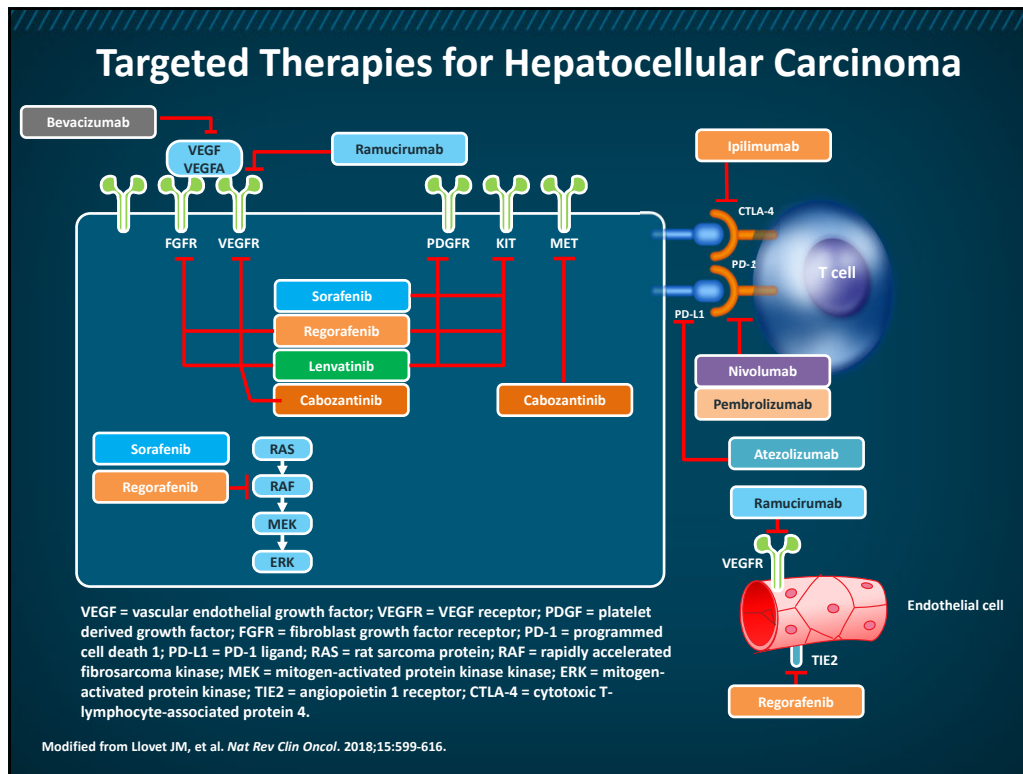 Targeted Therapies for Hepatocellular Carcinoma
Bevacizumab
VEGF
VEGFA
Ramucirumab
Ipilimumab
FGFR
VEGFR
PDGFR
KIT
MET
CTLA-4
PD-1
PD-L1
T cell
Sorafenib
Regorafenib
Lenvatinib
Cabozantinib
Cabozantinib
Nivolumab
Pembrolizumab
Sorafenib
Regorafenib
RAS
RAF
MEK
ERK
Atezolizumab
Ramucirumab
VEGFR
Endothelial cell
TIE2
Regorafenib
VEGF = vascular endothelial growth factor; VEGFR = VEGF receptor; PDGF = platelet
derived growth factor; FGFR = fibroblast growth factor receptor; PD-1 = programmed
cell death 1; PD-L1 = PD-1 ligand; RAS = rat sarcoma protein; RAF = rapidly accelerated
fibrosarcoma kinase; MEK = mitogen-activated protein kinase kinase; ERK = mitogen-
activated protein kinase; TIE2 = angiopoietin 1 receptor; CTLA-4 = cytotoxic T-
lymphocyte-associated protein 4.
Modified from Llovet JM, et al. Nat Rev Clin Oncol. 2018;15:599-616.